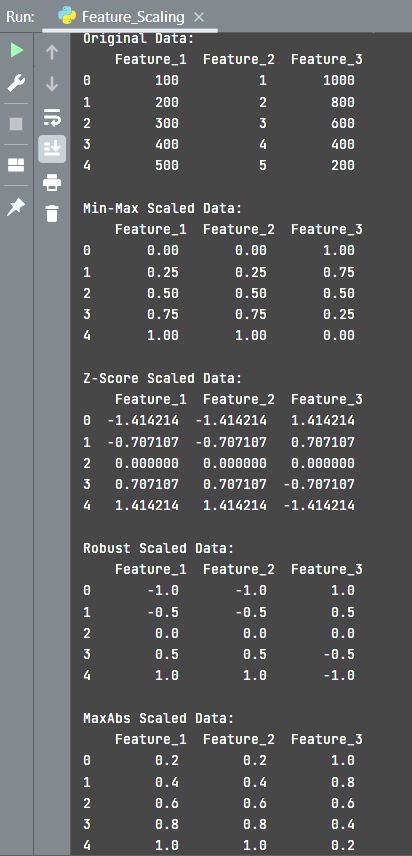 Run: Feature_Scaling
Original Data:
Feature_1 Feature_2 Feature_3
0 100 1 1000
1 200 2 800
2 300 3 600
3 400 4 400
4 500 5 200
Min-Max Scaled Data:
Feature_1 Feature_2 Feature_3
0 0.00 0.00 1.00
1 0.25 0.25 0.75
2 0.50 0.50 0.50
3 0.75 0.75 0.25
4 1.00 1.00 0.00
Z-Score Scaled Data:
Feature_1 Feature_2 Feature_3
0 -1.414214 -1.414214 1.414214
1 -0.707107 -0.707107 0.707107
2 0.000000 0.000000 0.000000
3 0.707107 0.707107 -0.707107
4 1.414214 1.414214 -1.414214
Robust Scaled Data:
Feature_1 Feature_2 Feature_3
0 -1.0 -1.0 1.0
1 -0.5 -0.5 0.5
2 0.0 0.0 0.0
3 0.5 0.5 -0.5
4 1.0 1.0 -1.0
MaxAbs Scaled Data:
Feature_1 Feature_2 Feature_3
0 0.2 0.2 1.0
1 0.4 0.4 0.8
2 0.6 0.6 0.6
3 0.8 0.8 0.4
4 1.0 1.0 0.2